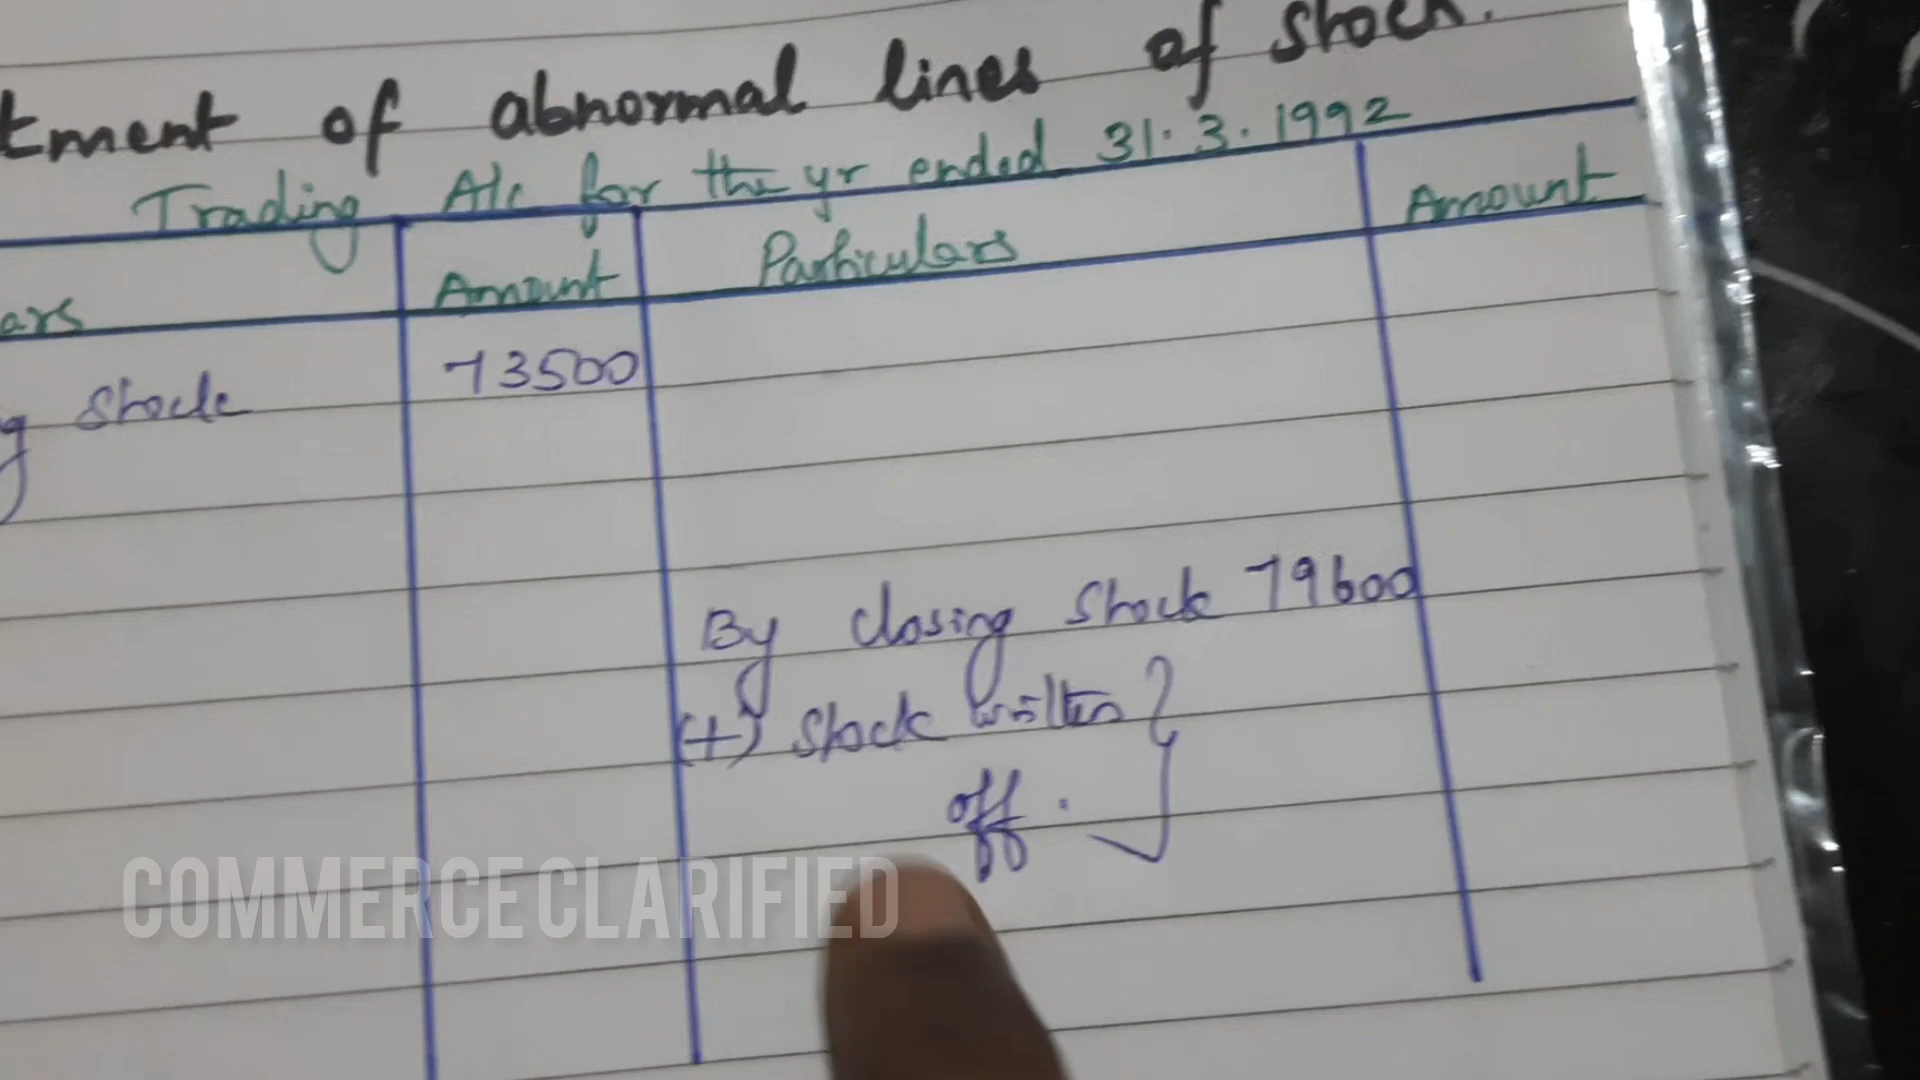 tment of abnormal lines of Stock.
Trading A/c for the yr ended 31.3.1992
ars Amount Particulars Amount
g Stock 73500
By closing Stock 79600
(+) Stock written
off.
COMMERCE CLARIFIED